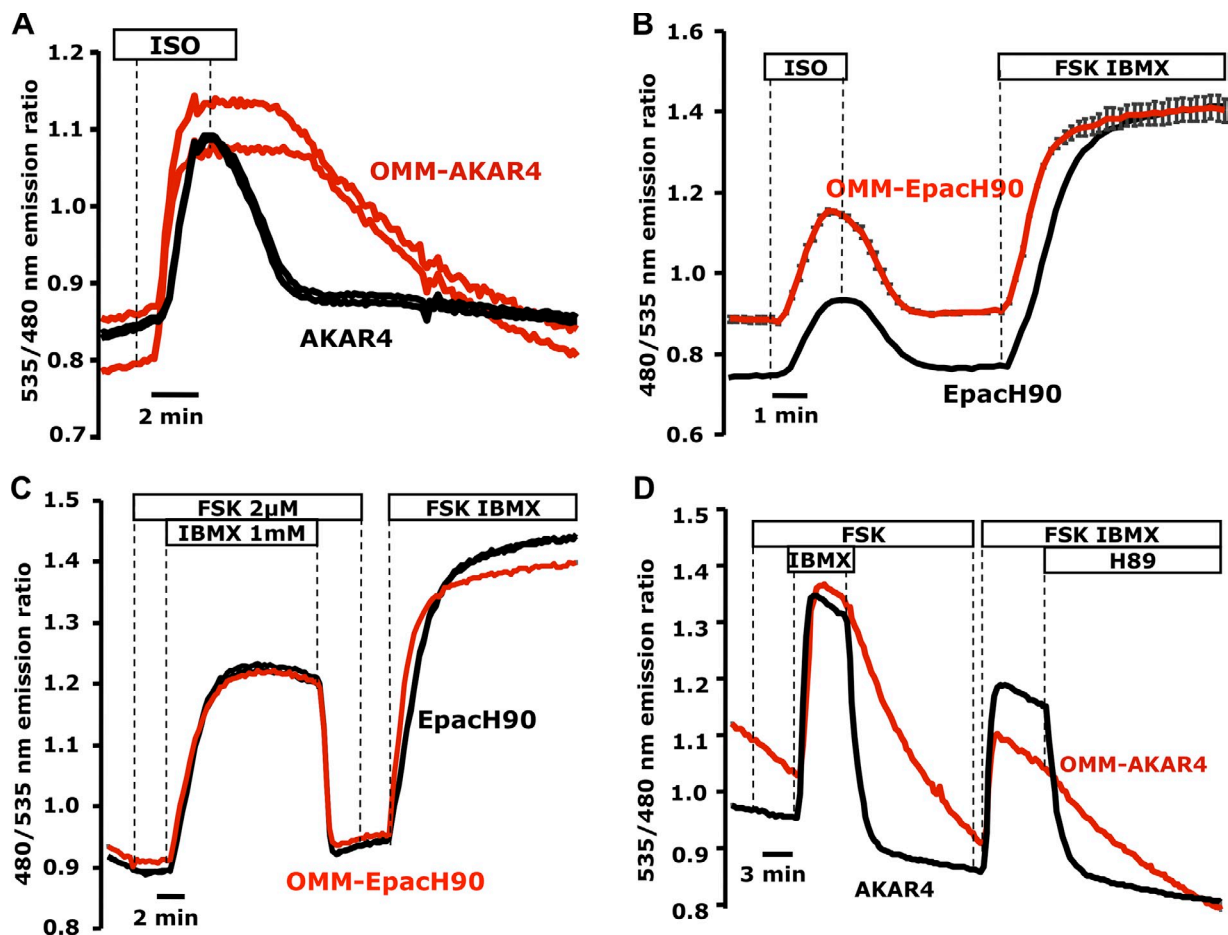 A
ISO
535/480 nm emission ratio
1.2
1.1
1.0
0.9
0.8
0.7
OMM-AKAR4
AKAR4
2 min
B
ISO
FSK IBMX
480/535 nm emission ratio
1.6
1.4
1.2
1.0
0.8
0.6
OMM-EpacH90
EpacH90
1 min
C
FSK 2µM
IBMX 1mM
FSK IBMX
480/535 nm emission ratio
1.5
1.4
1.3
1.2
1.1
1.0
0.9
0.8
EpacH90
OMM-EpacH90
2 min
D
FSK
IBMX
FSK IBMX
H89
535/480 nm emission ratio
1.5
1.4
1.3
1.2
1.1
1.0
0.9
0.8
OMM-AKAR4
AKAR4
3 min